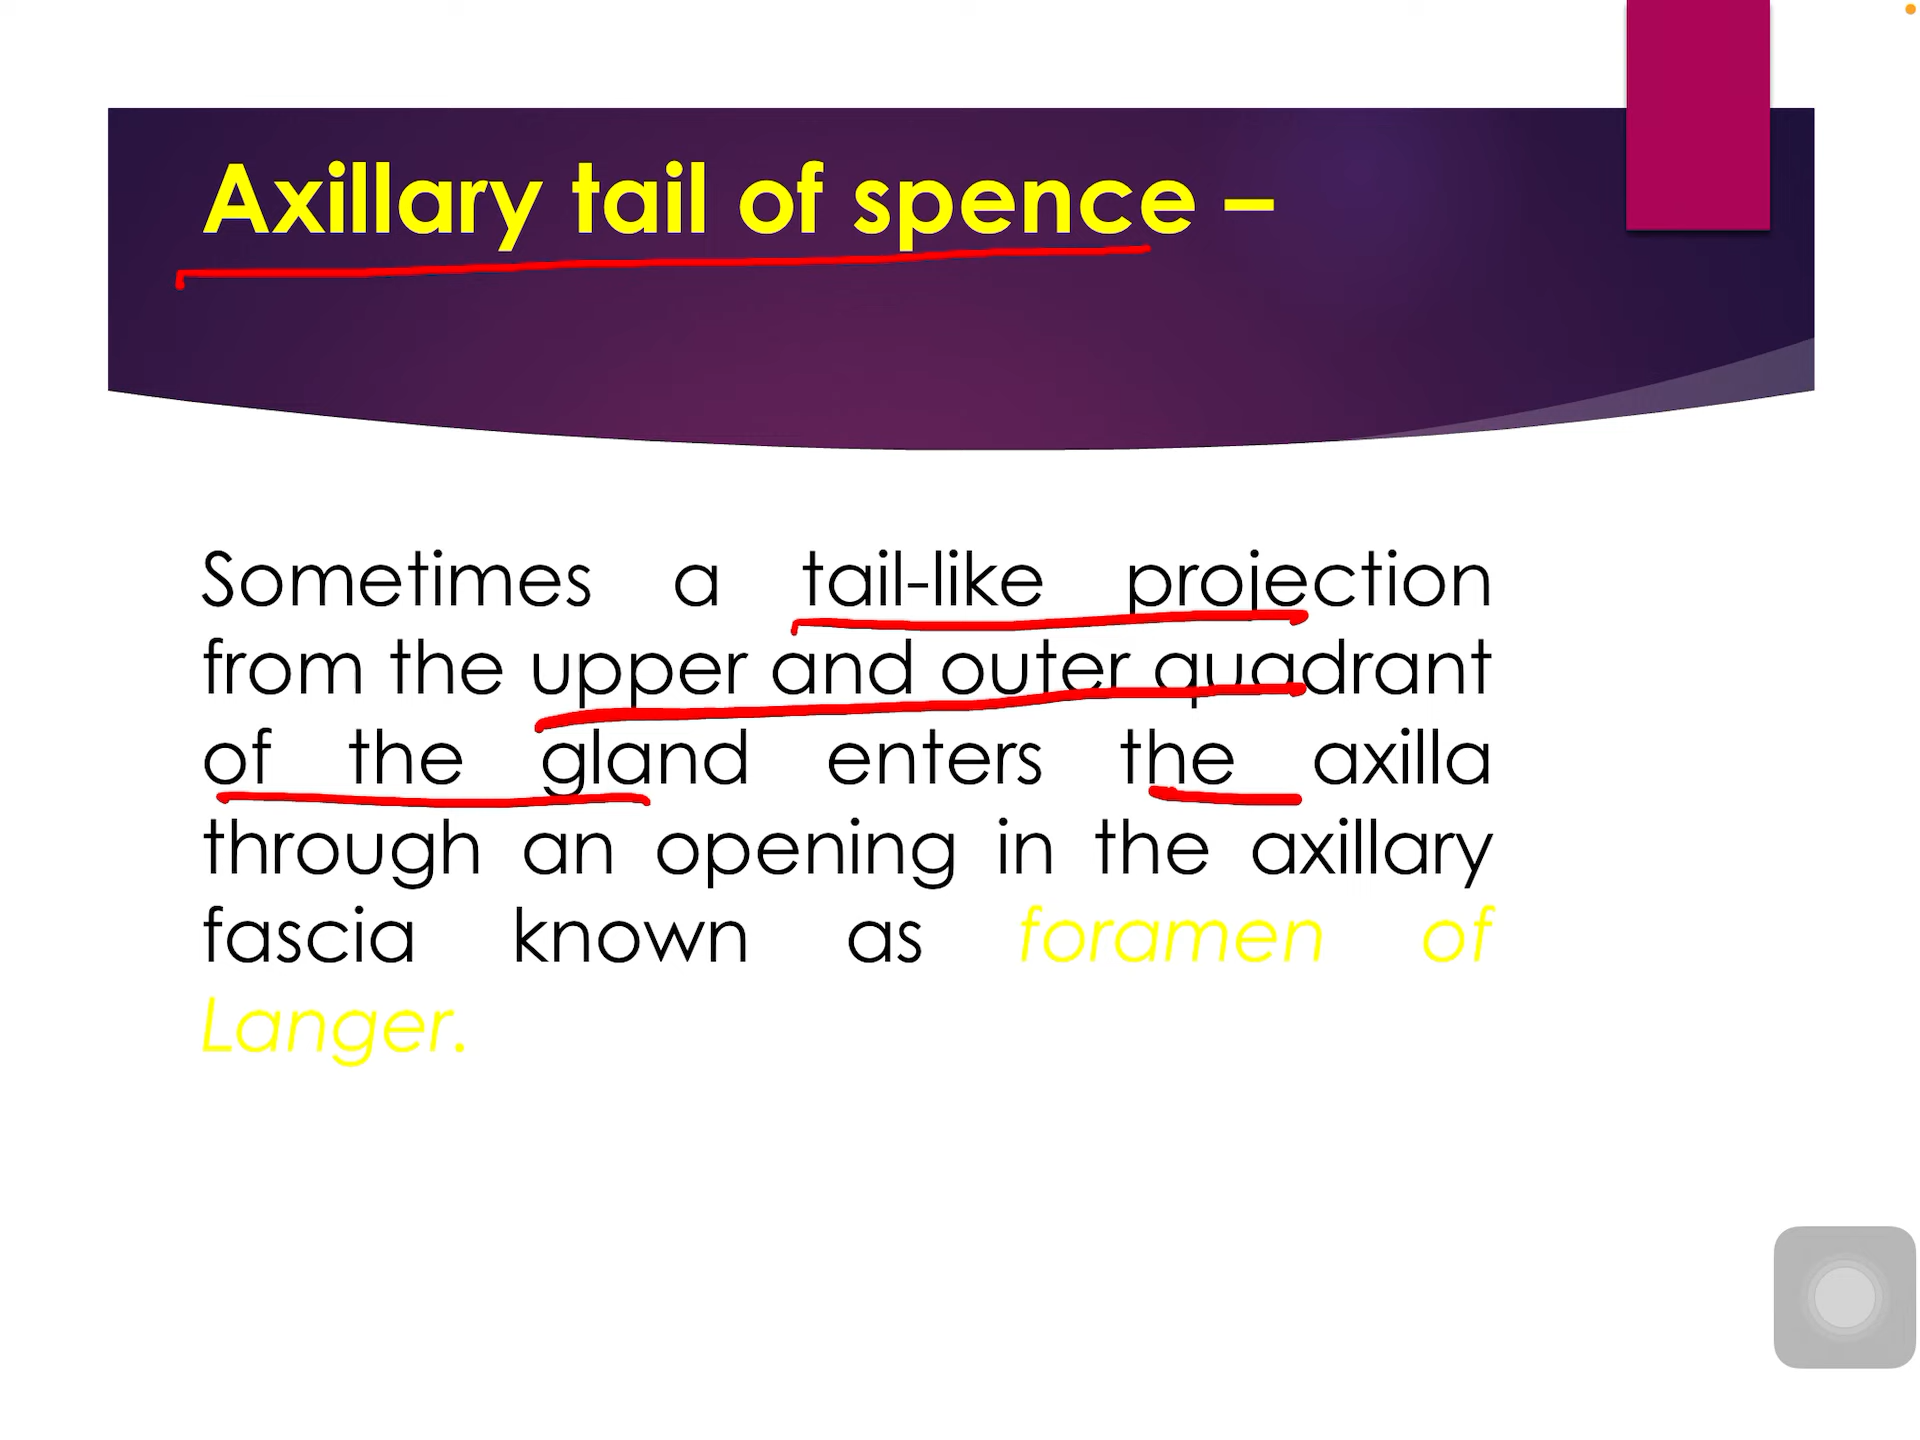 Axillary tail of spence –
Sometimes a tail-like projection
from the upper and outer quadrant
of the gland enters the axilla
through an opening in the axillary
fascia known as foramen of
Langer.